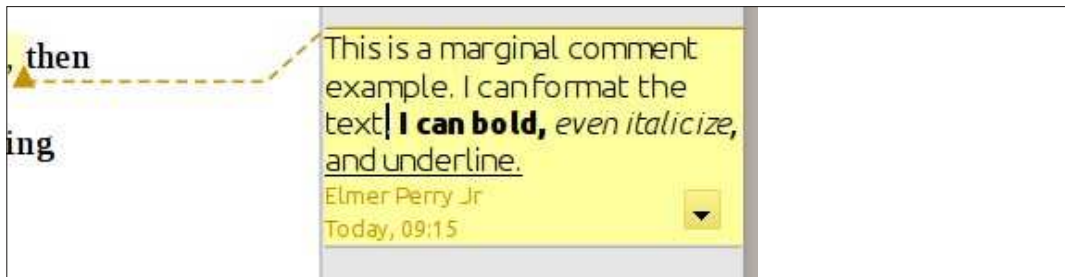 , then
ing
This is a marginal comment
example. I can format the
text. I can bold, even italicize,
and underline.
Elmer Perry Jr
Today, 09:15